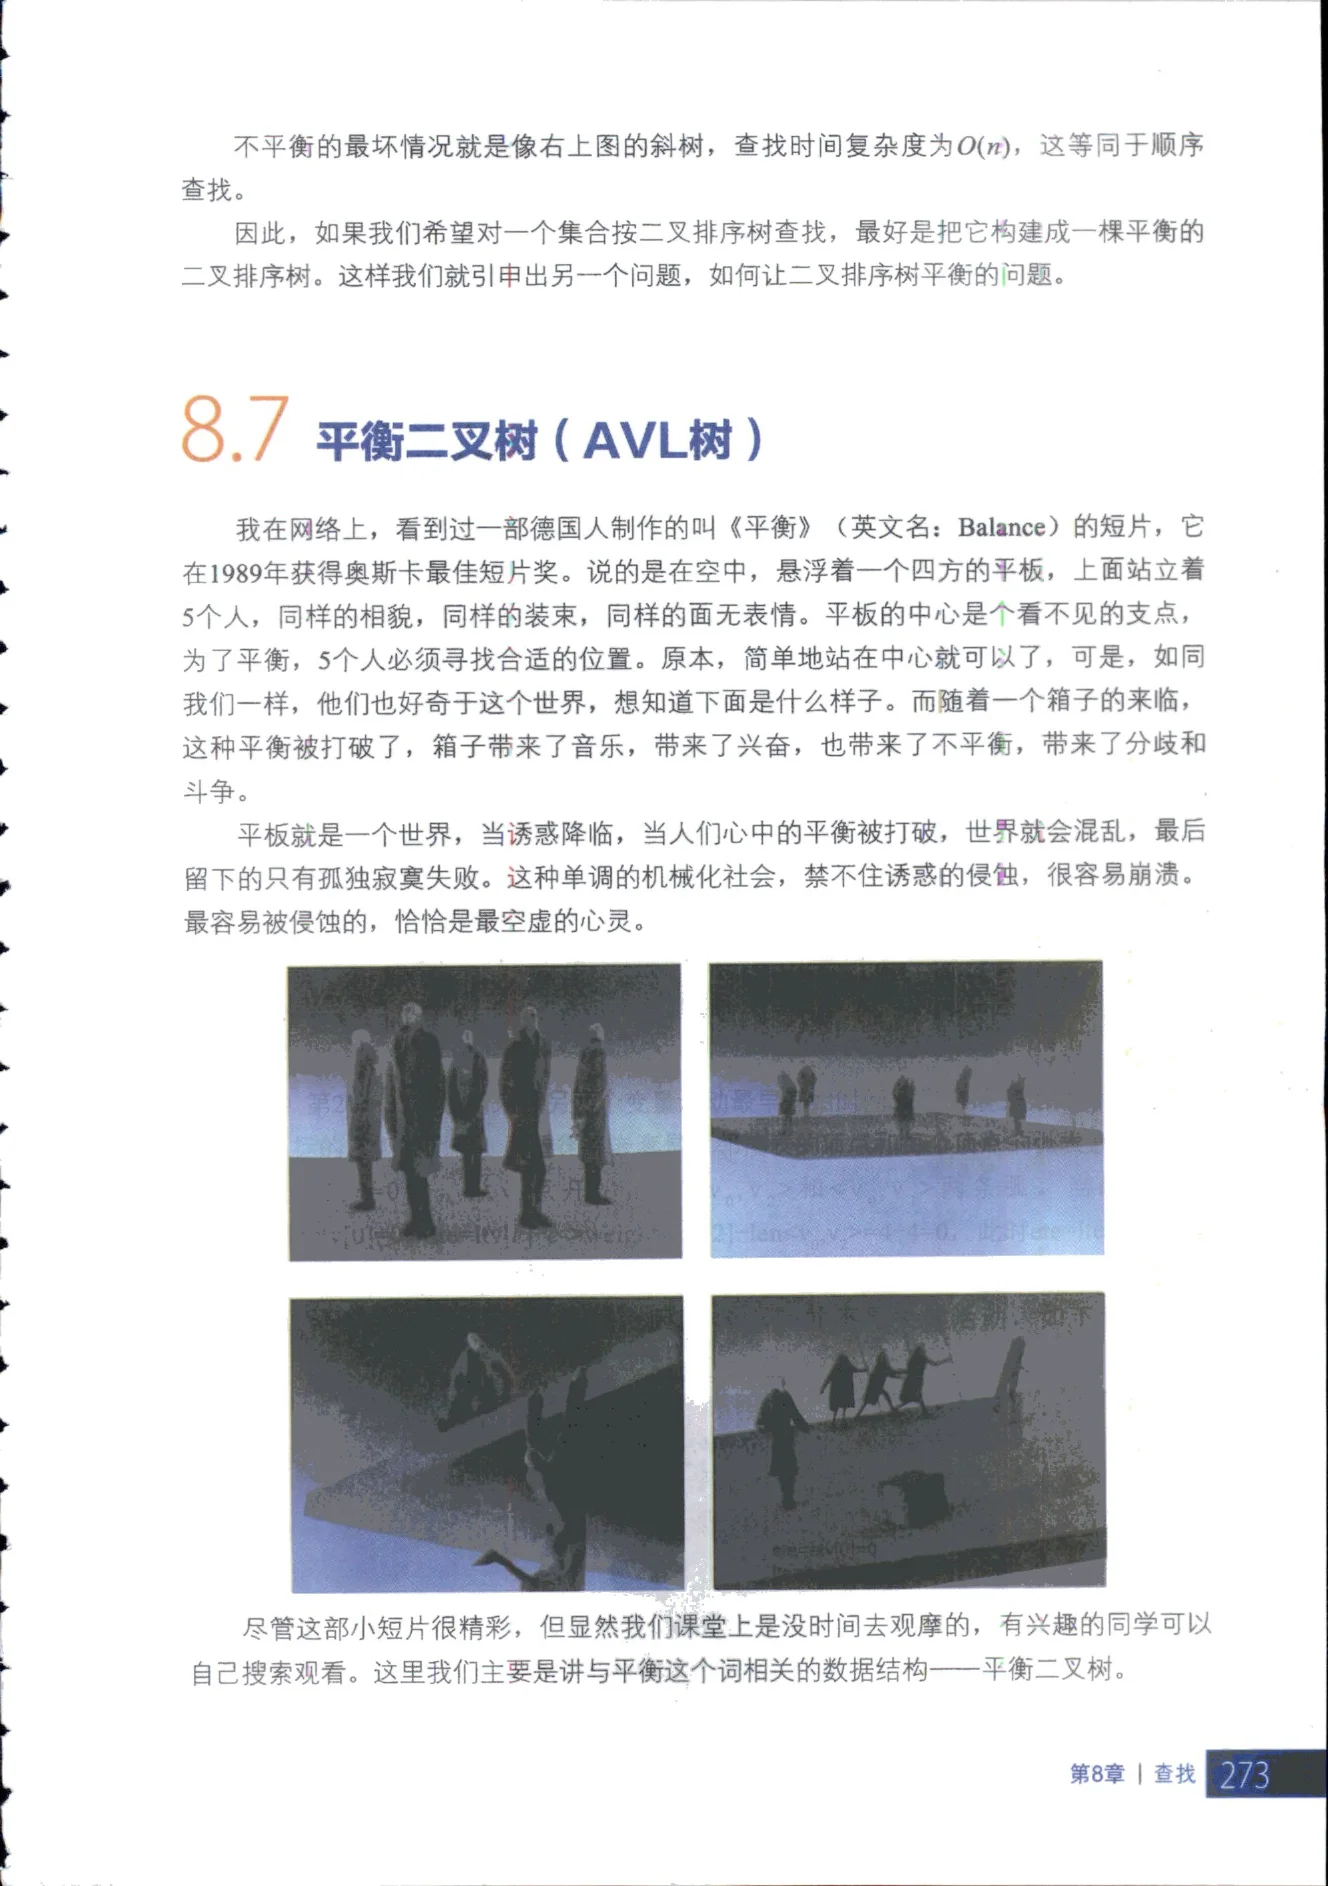 不平衡的最坏情况就是像右上图的斜树，查找时间复杂度为O(n)，这等同于顺序
查找。
因此，如果我们希望对一个集合按二叉排序树查找，最好是把它构建成一棵平衡的
二叉排序树。这样我们就引申出另一个问题，如何让二叉排序树平衡的问题。
8.7 平衡二叉树（AVL树）
我在网络上，看到过一部德国人制作的叫《平衡》（英文名：Balance）的短片，它
在1989年获得奥斯卡最佳短片奖。说的是在空中，悬浮着一个四方的平板，上面站立着
5个人，同样的相貌，同样的装束，同样的面无表情。平板的中心是个看不见的支点，
为了平衡，5个人必须寻找合适的位置。原本，简单地站在中心就可以了，可是，如同
我们一样，他们也好奇于这个世界，想知道下面是什么样子。而随着一个箱子的来临，
这种平衡被打破了，箱子带来了音乐，带来了兴奋，也带来了不平衡，带来了分歧和
斗争。
平板就是一个世界，当诱惑降临，当人们心中的平衡被打破，世界就会混乱，最后
留下的只有孤独寂寞失败。这种单调的机械化社会，禁不住诱惑的侵蚀，很容易崩溃。
最容易被侵蚀的，恰恰是最空虚的心灵。
尽管这部小短片很精彩，但显然我们课堂上是没时间去观摩的，有兴趣的同学可以
自己搜索观看。这里我们主要是讲与平衡这个词相关的数据结构——平衡二叉树。
第8章 | 查找 273